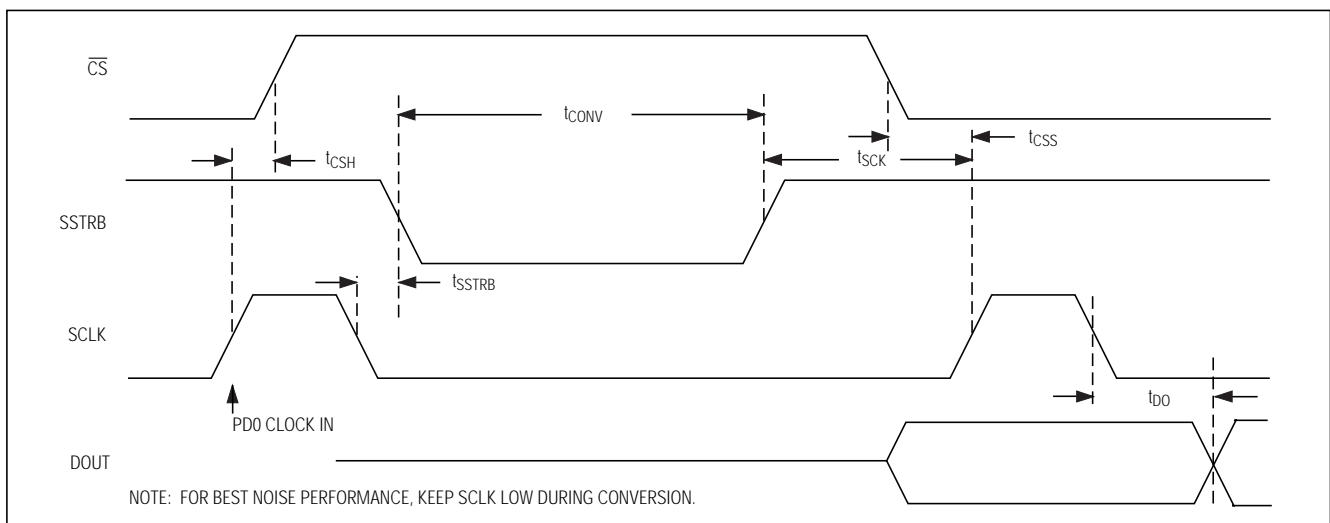 C̅S̅
tCONV
tCSS
tCSH
tSCK
SSTRB
tSSTRB
SCLK
tDO
PD0 CLOCK IN
DOUT
NOTE: FOR BEST NOISE PERFORMANCE, KEEP SCLK LOW DURING CONVERSION.